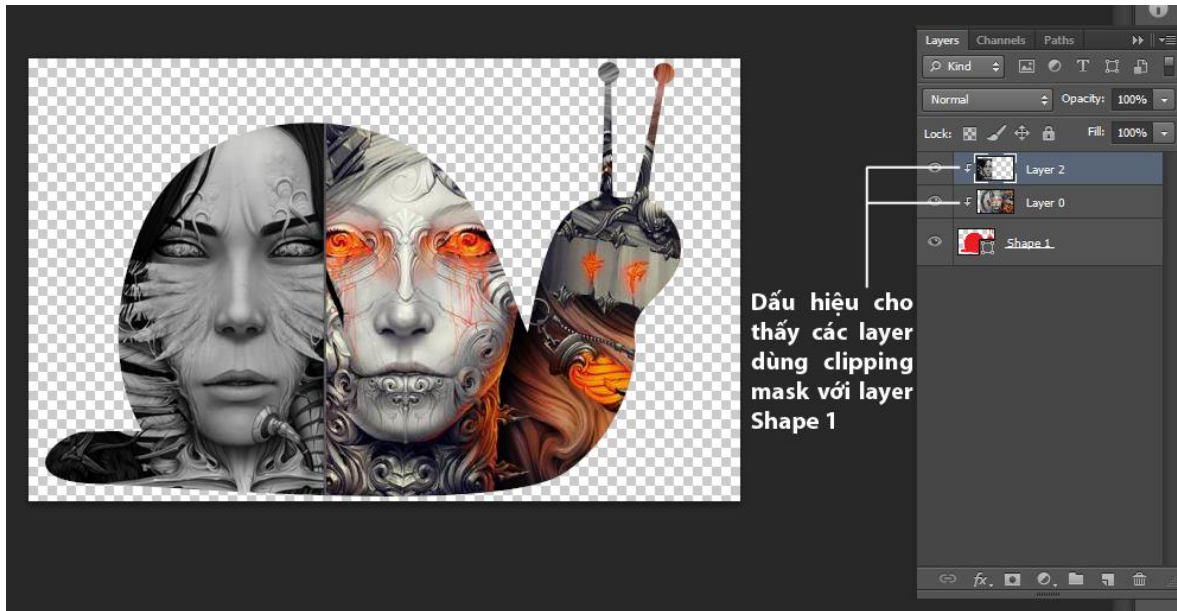 Layers Channels Paths
Kind T
Normal Opacity: 100%
Lock: Fill: 100%
Layer 2
Layer 0
Shape 1
Dấu hiệu cho
thấy các layer
dùng clipping
mask với layer
Shape 1
fx